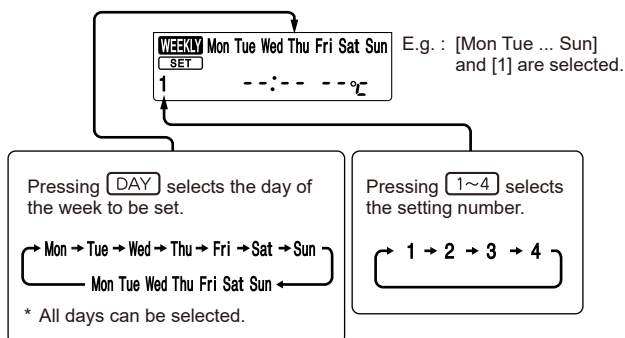 WEEKLY Mon Tue Wed Thu Fri Sat Sun
SET
1 --:-- --°C
E.g. : [Mon Tue ... Sun]
and [1] are selected.
Pressing DAY selects the day of
the week to be set.
Mon → Tue → Wed → Thu → Fri → Sat → Sun
Mon Tue Wed Thu Fri Sat Sun
* All days can be selected.
Pressing 1~4 selects
the setting number.
1 → 2 → 3 → 4